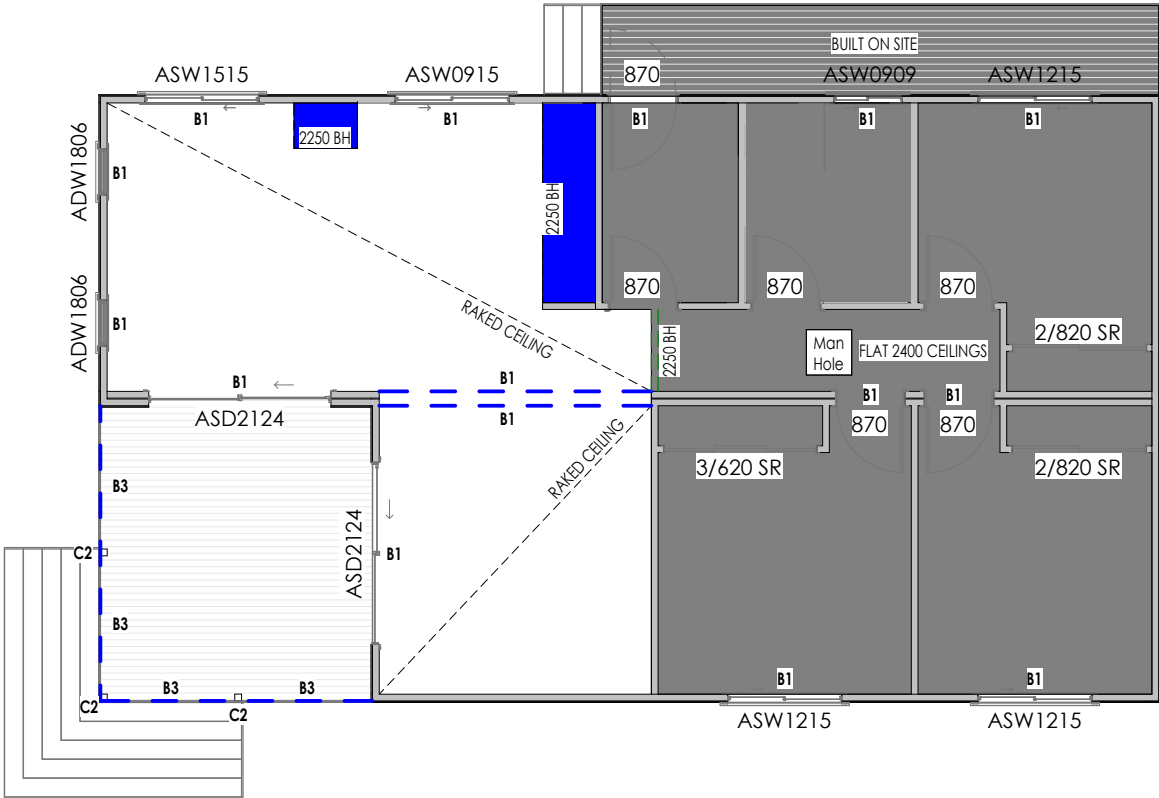 BUILT ON SITE
ASW1515
ASW0915
870
ASW0909
ASW1215
B1
B1
B1
B1
B1
2250 BH
ADW1806
B1
2250 BH
ADW1806
B1
RAKED CEILING
870
870
870
2250 BH
Man
Hole
FLAT 2400 CEILINGS
2/820 SR
B1
B1
B1
B1
B1
ASD2124
870
870
RAKED CEILING
3/620 SR
2/820 SR
B3
ASD2124
C2
B1
B3
B3
B3
C2
C2
B1
B1
ASW1215
ASW1215